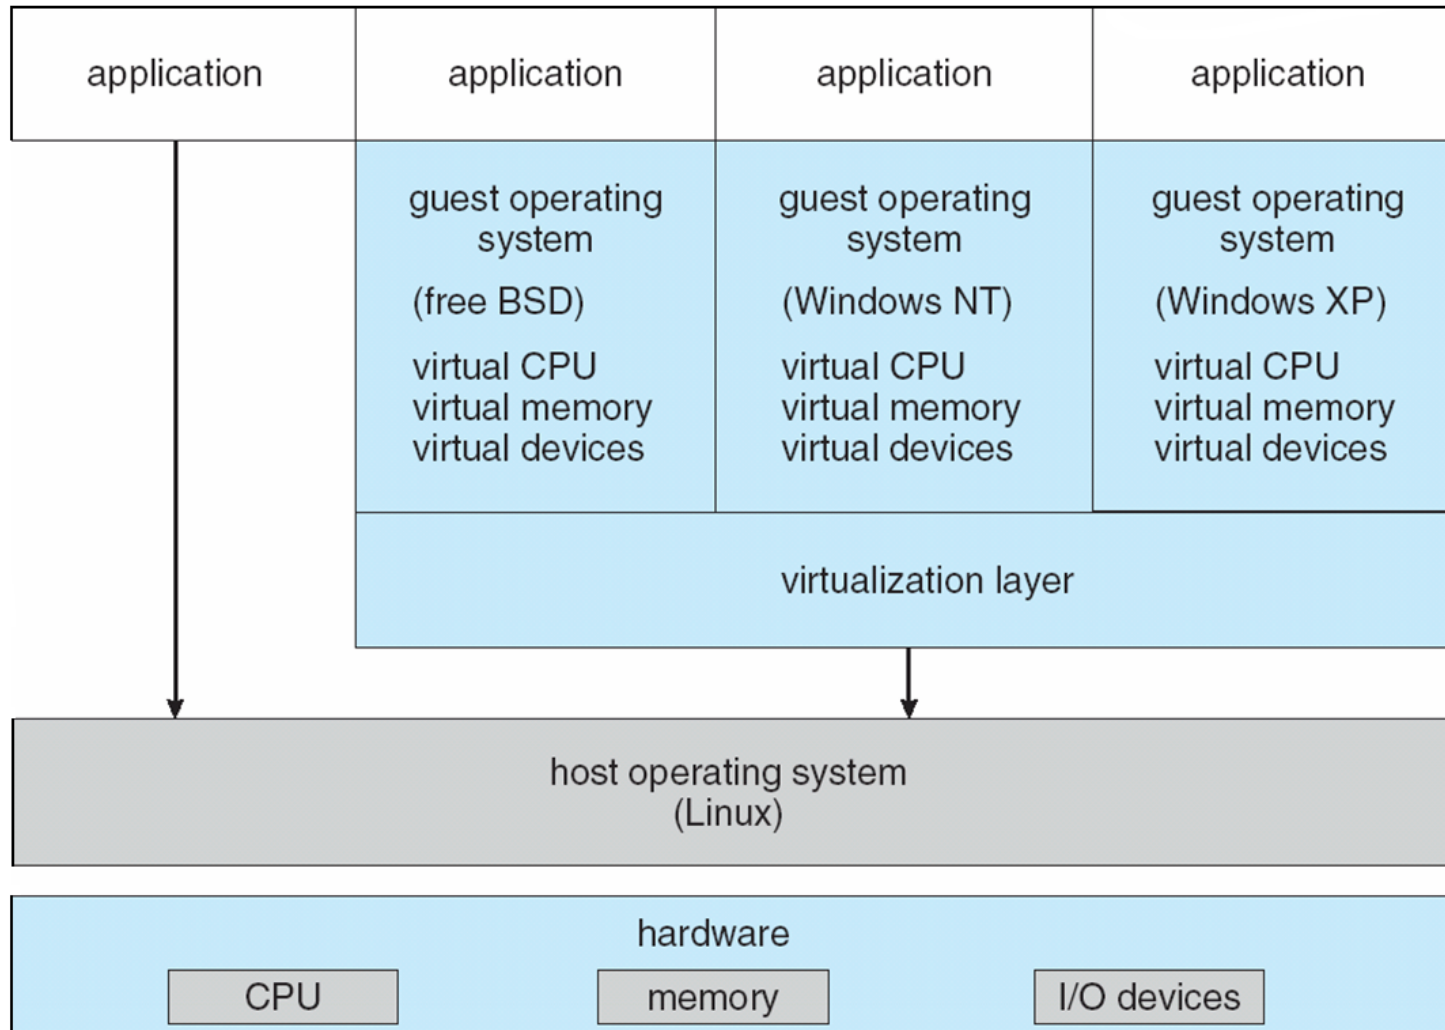 application
application
application
application
guest operating
system
(free BSD)
virtual CPU
virtual memory
virtual devices
guest operating
system
(Windows NT)
virtual CPU
virtual memory
virtual devices
guest operating
system
(Windows XP)
virtual CPU
virtual memory
virtual devices
virtualization layer
host operating system
(Linux)
hardware
CPU
memory
I/O devices